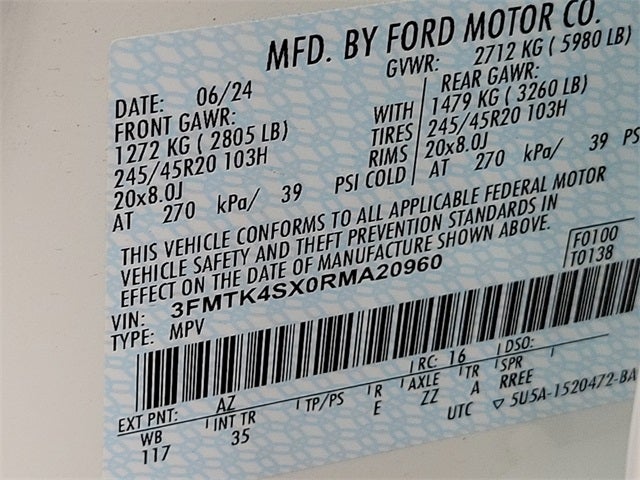 MFD. BY FORD MOTOR CO.
DATE: 06/24 GVWR: 2712 KG ( 5980 LB)
FRONT GAWR: REAR GAWR:
1272 KG ( 2805 LB) WITH 1479 KG ( 3260 LB)
245/45R20 103H TIRES 245/45R20 103H
20x8.0J RIMS 20x8.0J
AT 270 kPa/ 39 PSI COLD AT 270 kPa/ 39 PS
THIS VEHICLE CONFORMS TO ALL APPLICABLE FEDERAL MOTOR
VEHICLE SAFETY AND THEFT PREVENTION STANDARDS IN
EFFECT ON THE DATE OF MANUFACTURE SHOWN ABOVE.
VIN: 3FMTK4SX0RMA20960 F0100
TYPE: MPV T0138
RC: 16 DSO:
EXT PNT: AZ
WB INT TR TP/PS R AXLE TR SPR
117 35 E ZZ A RREE
UTC ▽ 5U5A-1520472-BA